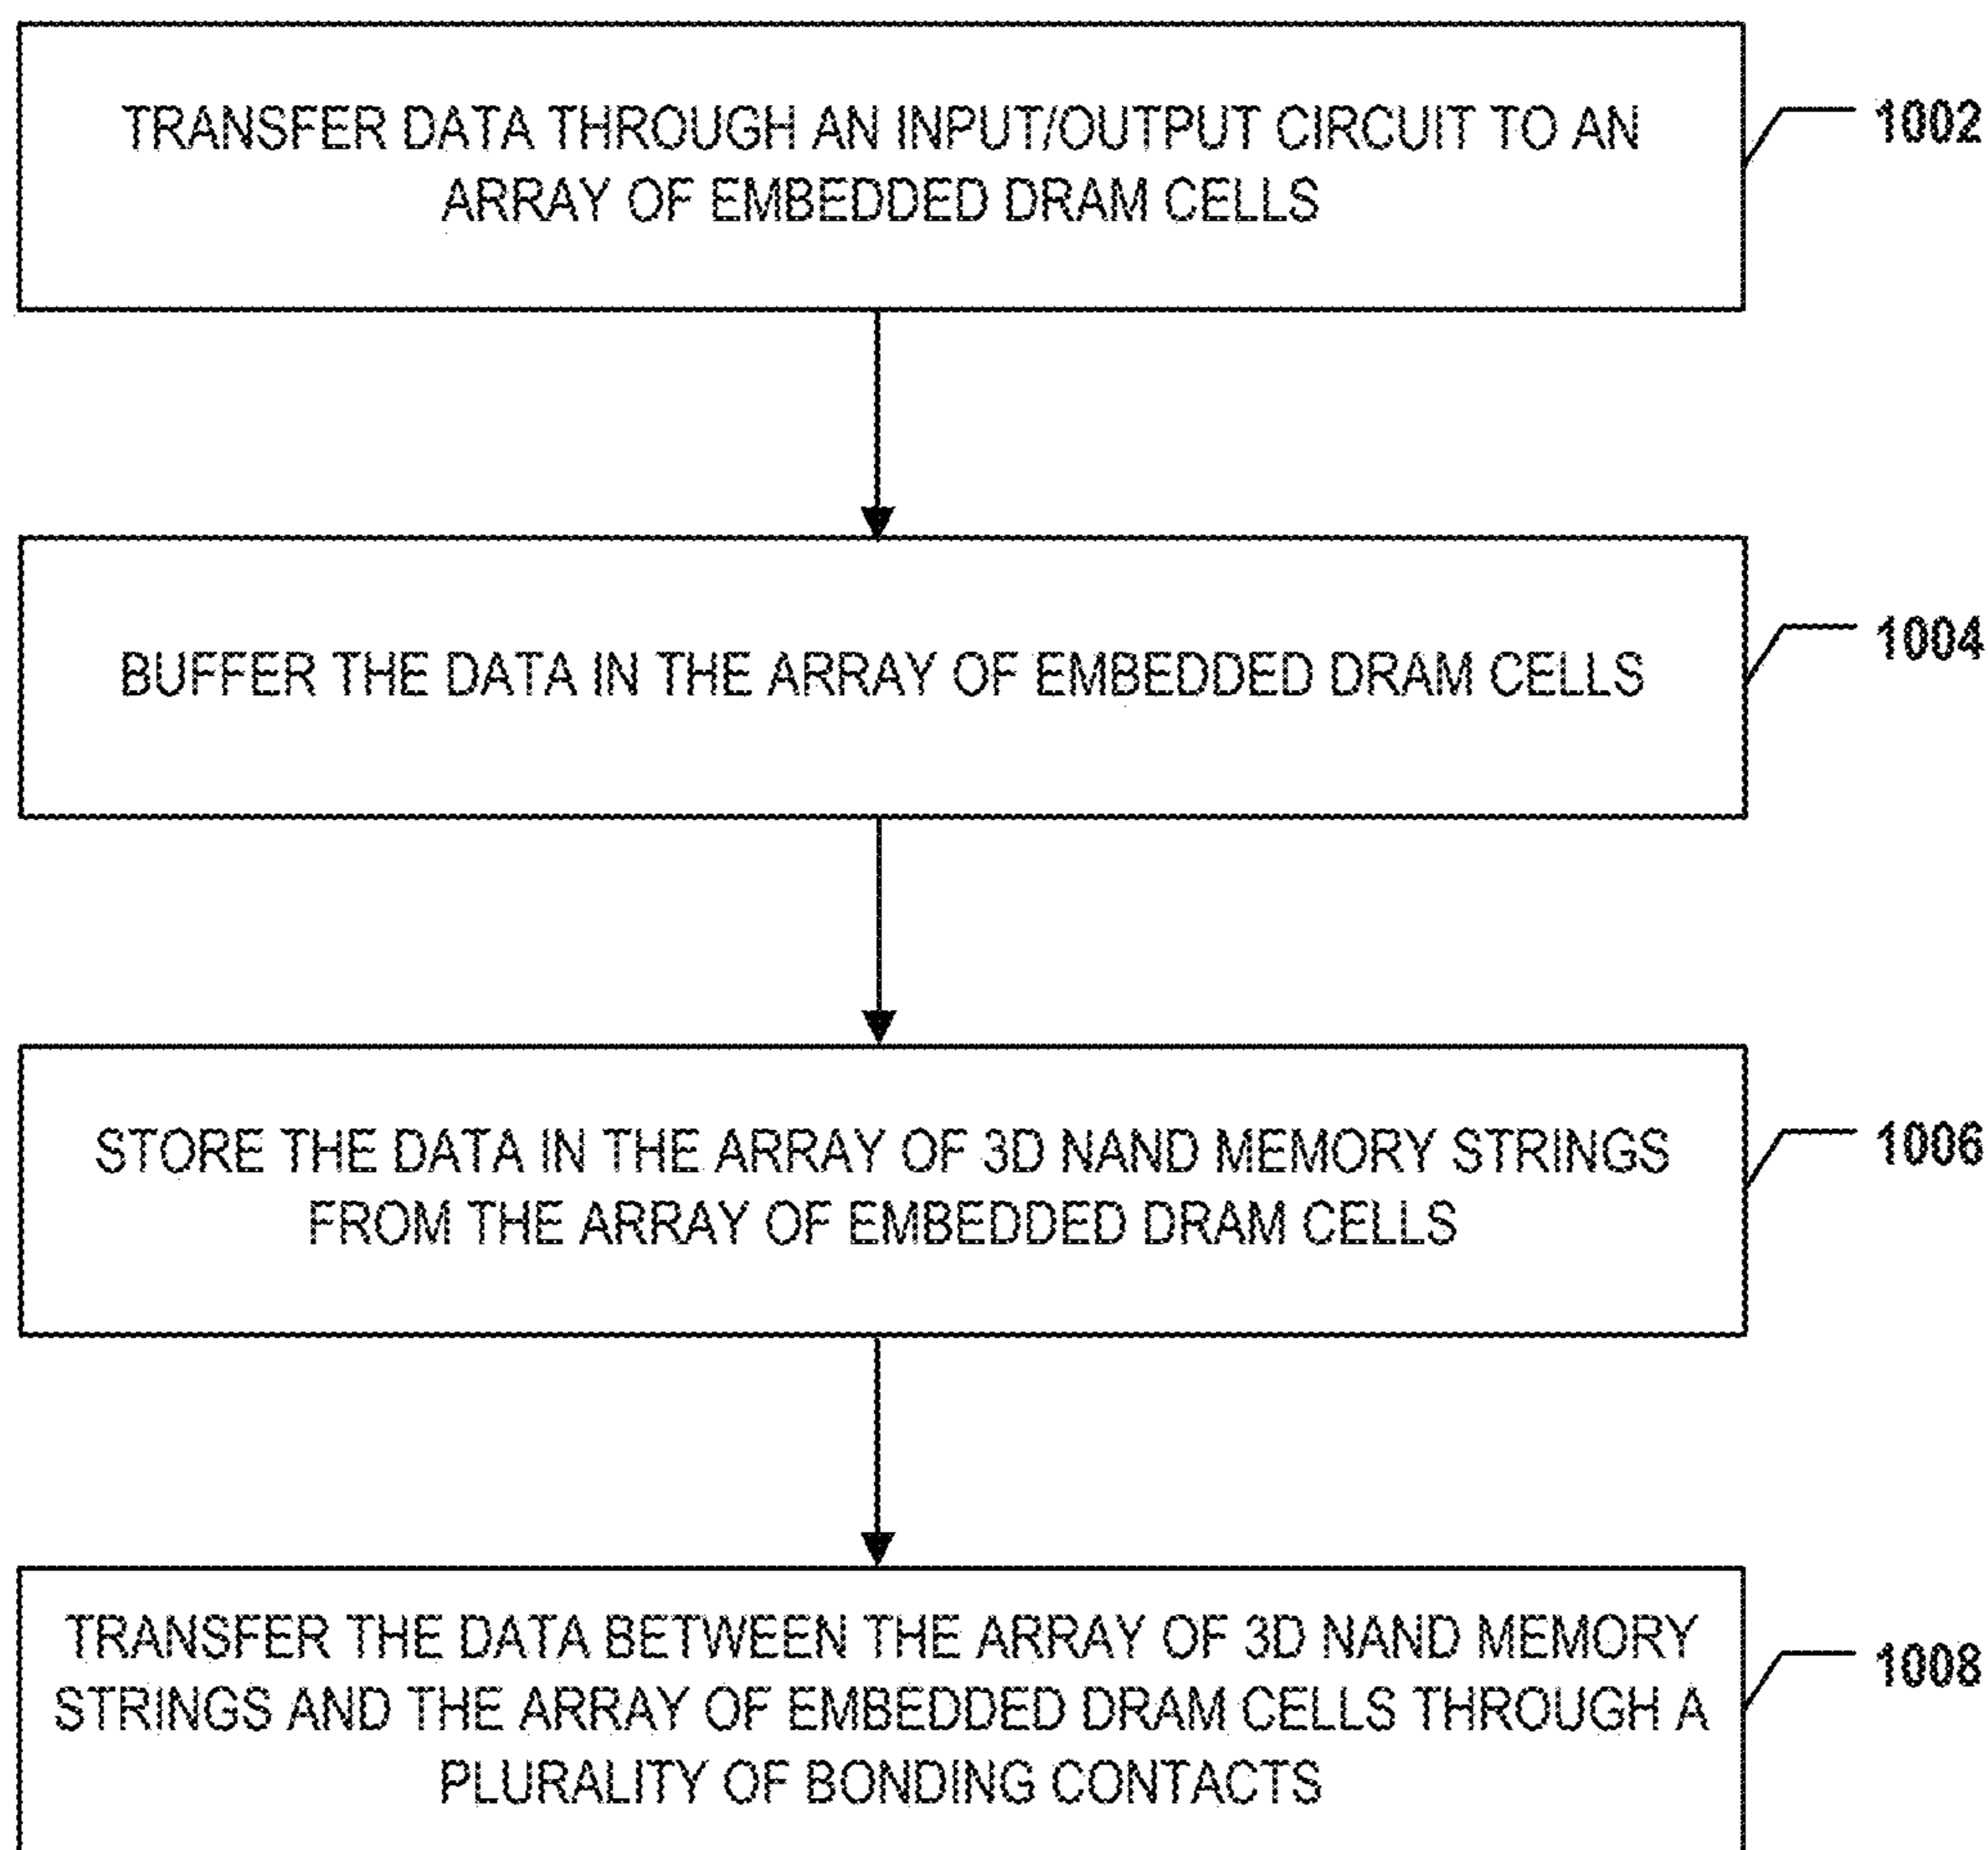 TRANSFER DATA THROUGH AN INPUT/OUTPUT CIRCUIT TO AN
ARRAY OF EMBEDDED DRAM CELLS
1002
BUFFER THE DATA IN THE ARRAY OF EMBEDDED DRAM CELLS
1004
STORE THE DATA IN THE ARRAY OF 3D NAND MEMORY STRINGS
FROM THE ARRAY OF EMBEDDED DRAM CELLS
1006
TRANSFER THE DATA BETWEEN THE ARRAY OF 3D NAND MEMORY
STRINGS AND THE ARRAY OF EMBEDDED DRAM CELLS THROUGH A
PLURALITY OF BONDING CONTACTS
1008